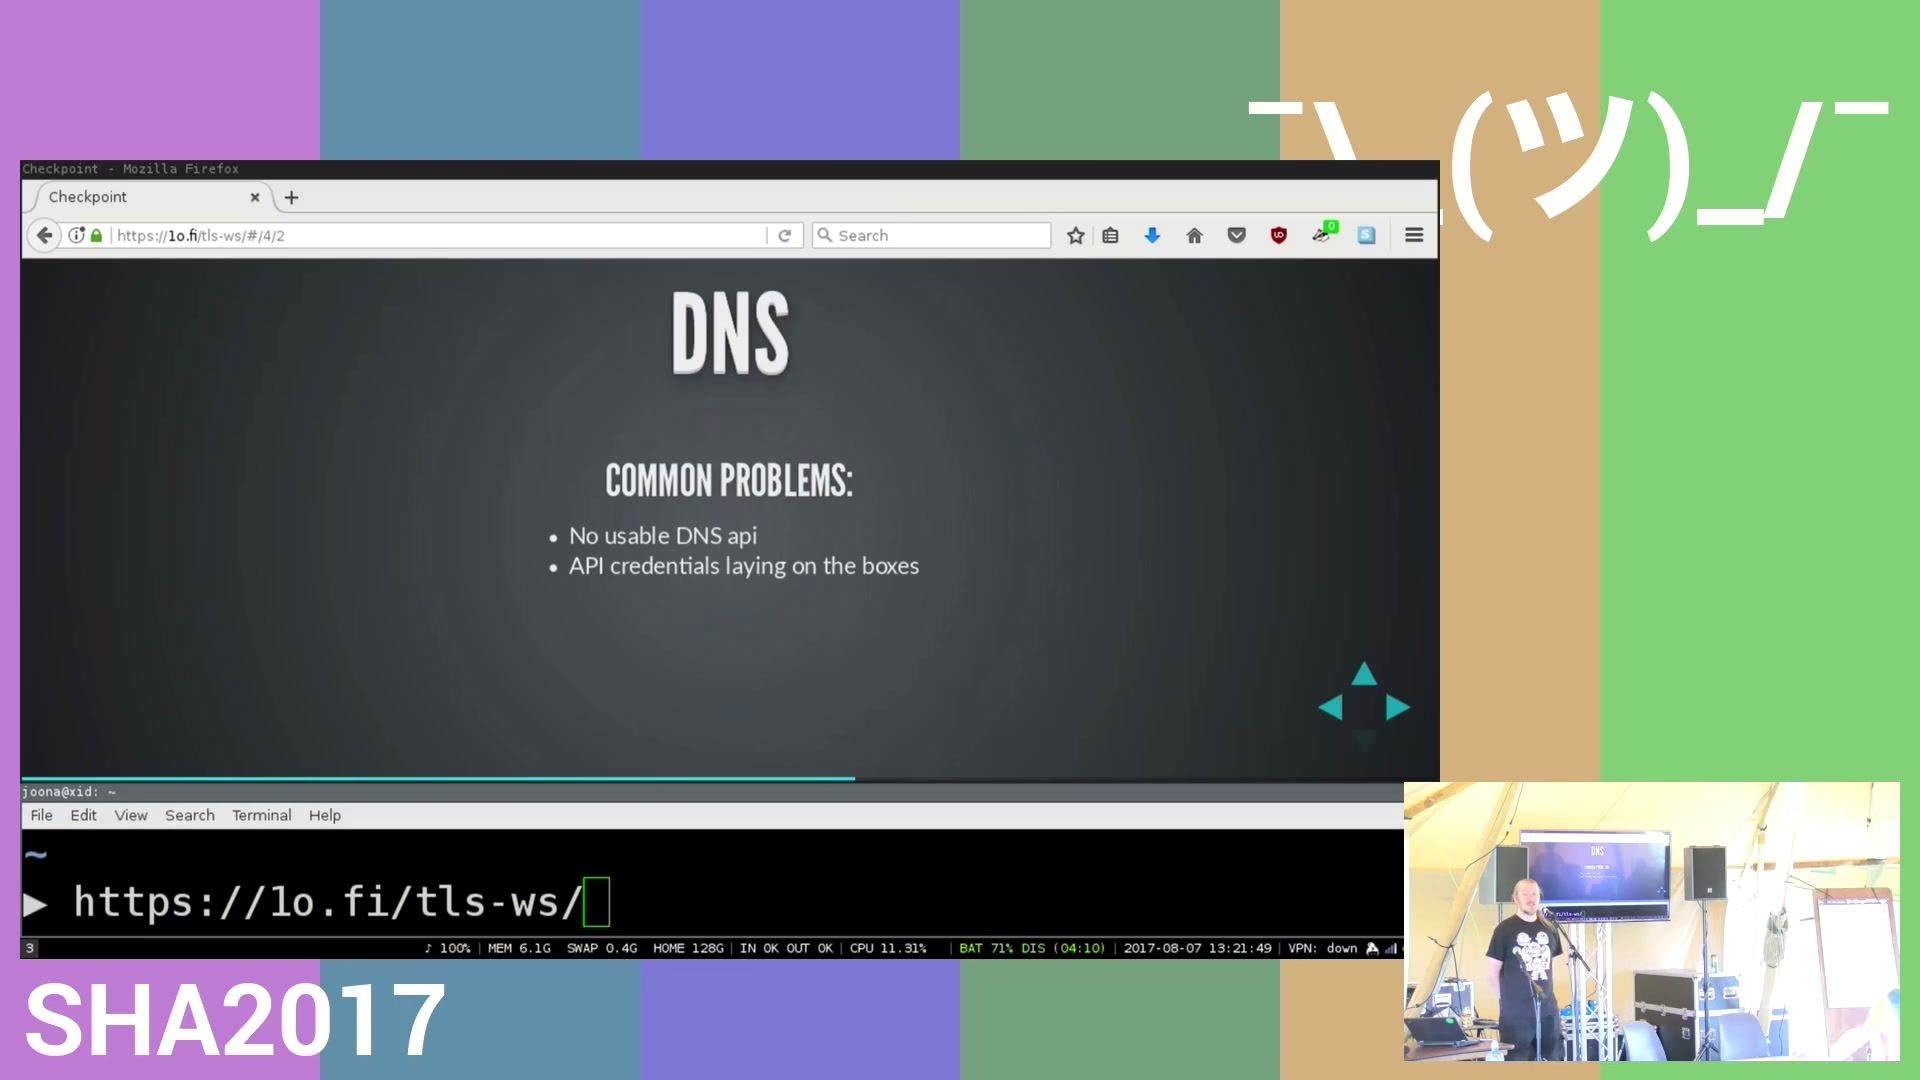 ¯\_(ツ)_/¯
Checkpoint - Mozilla Firefox
Checkpoint
https://1o.fi/tls-ws/#/4/2
Search
0
S
DNS
COMMON PROBLEMS:
• No usable DNS api
• API credentials laying on the boxes
joona@xid: ~
File Edit View Search Terminal Help
~
https://1o.fi/tls-ws/
3
♪ 100% | MEM 6.1G SWAP 0.4G HOME 128G | IN OK OUT OK | CPU 11.31% | BAT 71% DIS (04:10) | 2017-08-07 13:21:49 | VPN: down
DNS
SHA2017